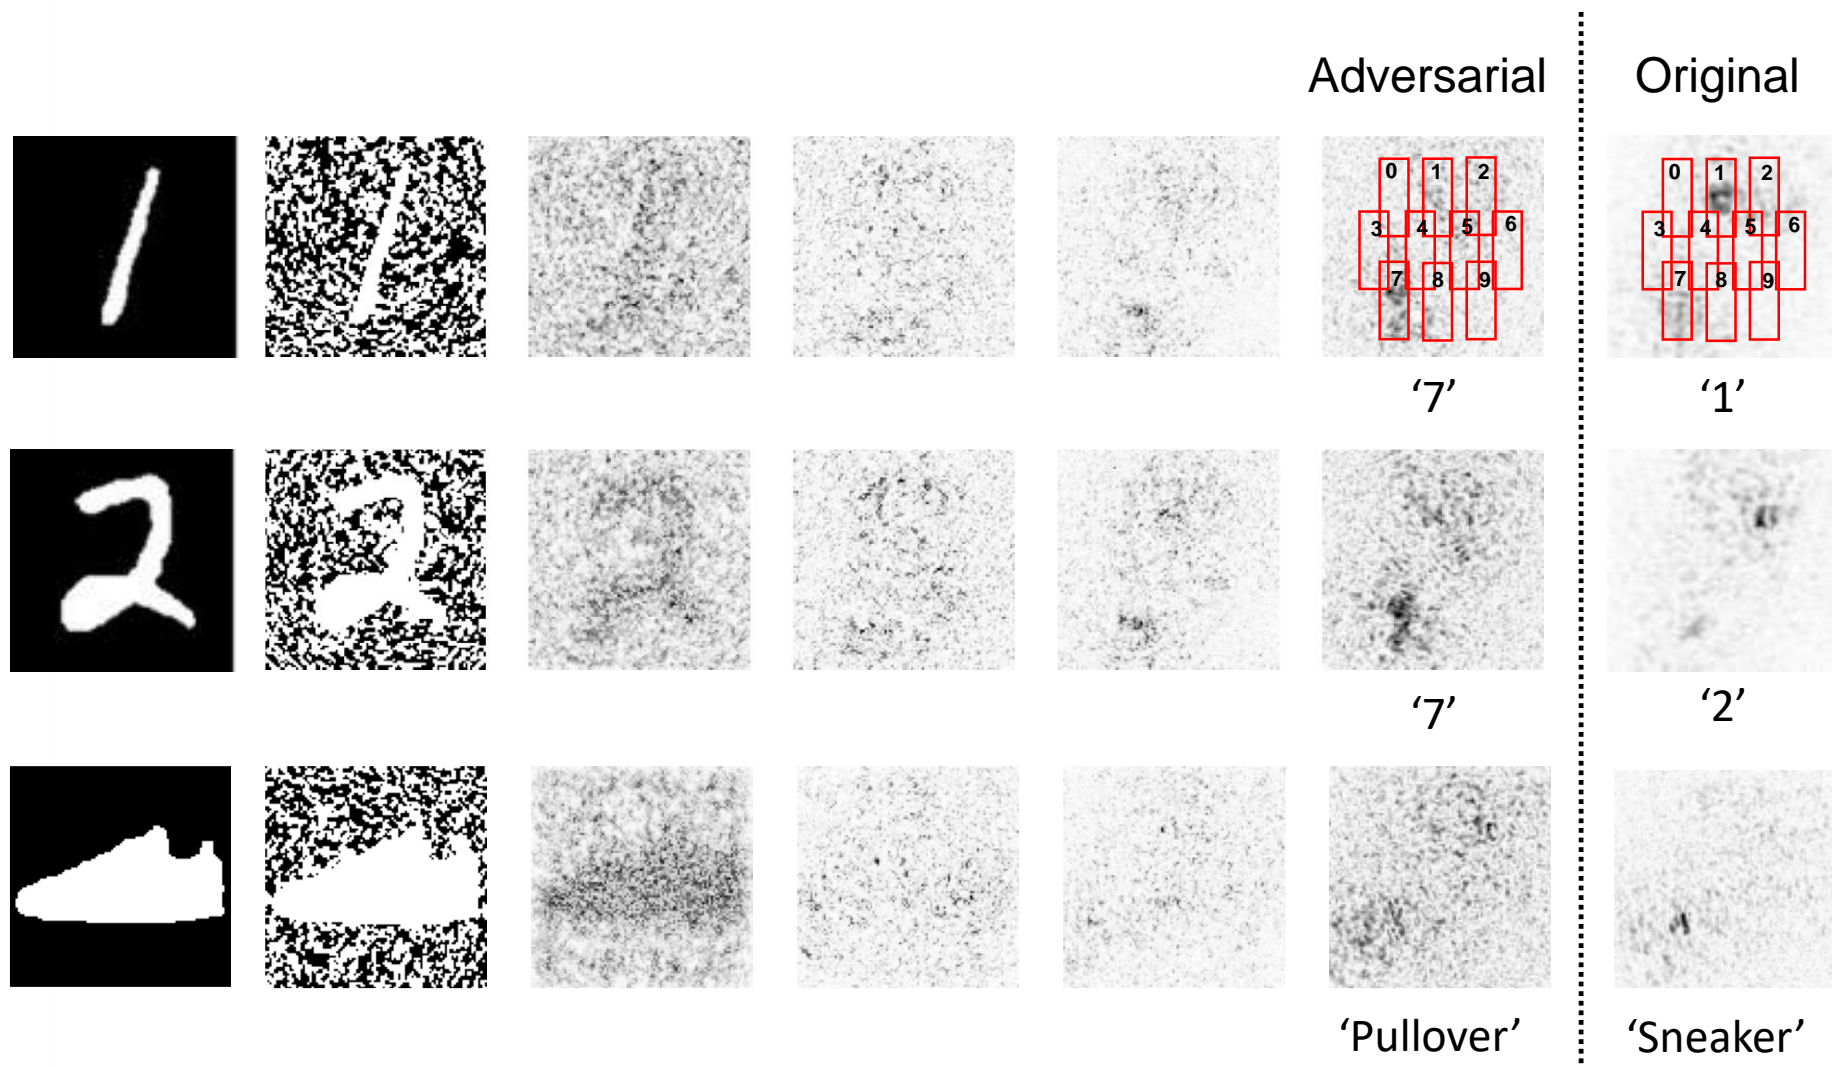 Adversarial Original
0 1 2 0 1 2
3 4 5 6 3 4 5 6
7 8 9 7 8 9
‘7’ ‘1’
‘7’ ‘2’
‘Pullover’ ‘Sneaker’